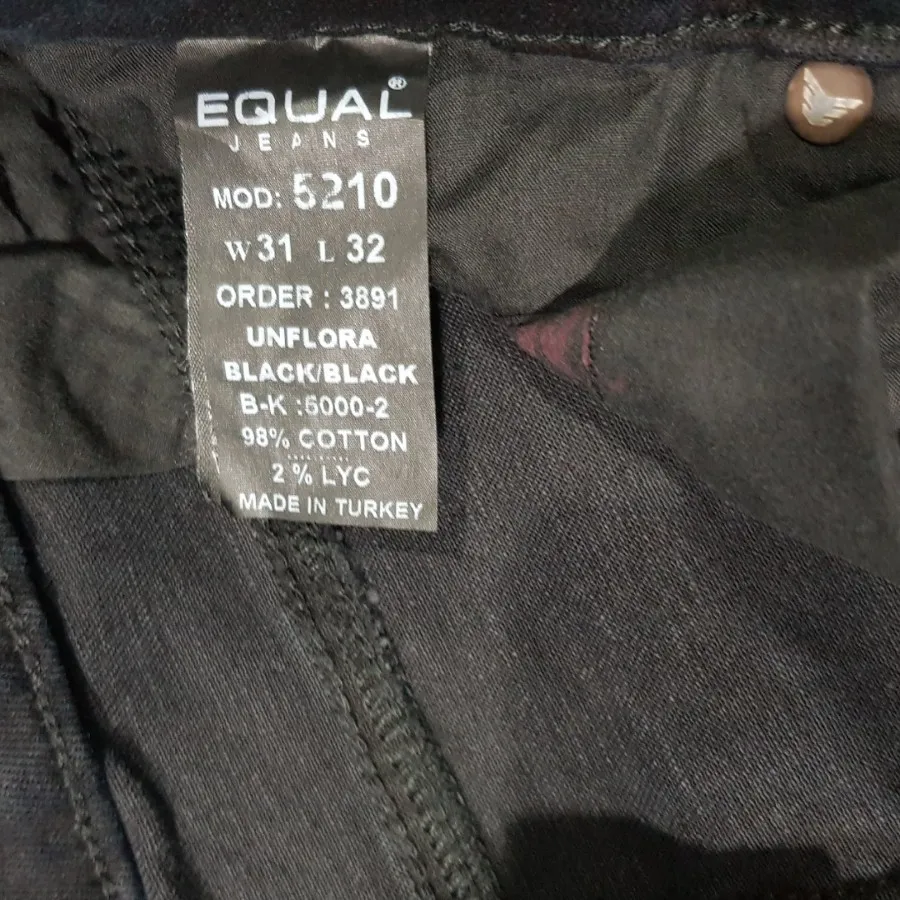 EQUAL®
JEANS
MOD: 5210
W 31 L 32
ORDER : 3891
UNFLORA
BLACK/BLACK
B-K :5000-2
98% COTTON
2 % LYC
MADE IN TURKEY